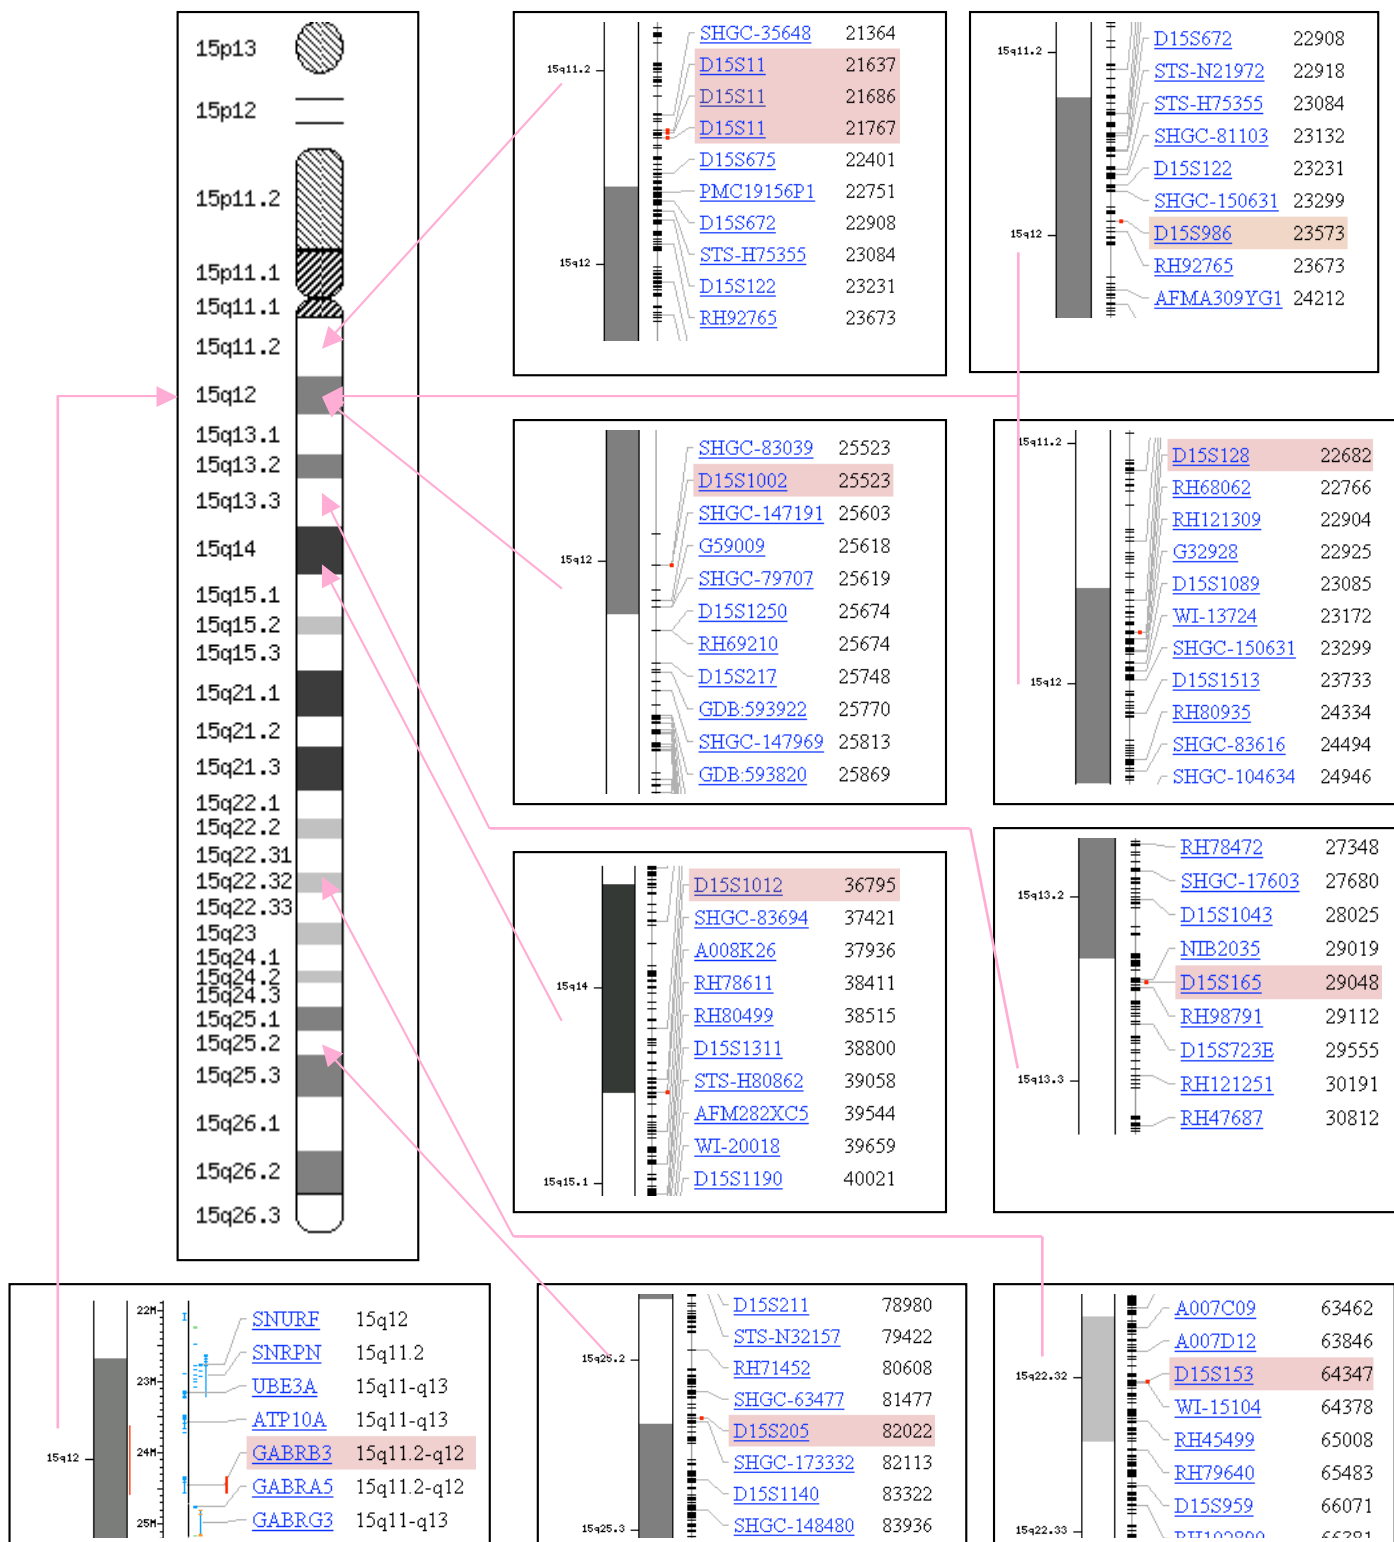 15p13
15p12
15p11.2
15p11.1
15q11.1
15q11.2
15q12
15q13.1
15q13.2
15q13.3
15q14
15q15.1
15q15.2
15q15.3
15q21.1
15q21.2
15q21.3
15q22.1
15q22.2
15q22.31
15q22.32
15q22.33
15q23
15q24.1
15q24.2
15q24.3
15q25.1
15q25.2
15q25.3
15q26.1
15q26.2
15q26.3
15q11.2
15q12
SHGC-35648 21364
D15S11 21637
D15S11 21686
D15S11 21767
D15S675 22401
PMC19156P1 22751
D15S672 22908
STS-H75355 23084
D15S122 23231
RH92765 23673
15q11.2
15q12
D15S672 22908
STS-N21972 22918
STS-H75355 23084
SHGC-81103 23132
D15S122 23231
SHGC-150631 23299
D15S986 23573
RH92765 23673
AFMA309YG1 24212
15q12
SHGC-83039 25523
D15S1002 25523
SHGC-147191 25603
G59009 25618
SHGC-79707 25619
D15S1250 25674
RH69210 25674
D15S217 25748
GDB:593922 25770
SHGC-147969 25813
GDB:593820 25869
15q11.2
15q12
D15S128 22682
RH68062 22766
RH121309 22904
G32928 22925
D15S1089 23085
WI-13724 23172
SHGC-150631 23299
D15S1513 23733
RH80935 24334
SHGC-83616 24494
SHGC-104634 24946
15q14
15q15.1
D15S1012 36795
SHGC-83694 37421
A008K26 37936
RH78611 38411
RH80499 38515
D15S1311 38800
STS-H80862 39058
AFM282XC5 39544
WI-20018 39659
D15S1190 40021
15q13.2
15q13.3
RH78472 27348
SHGC-17603 27680
D15S1043 28025
NIB2035 29019
D15S165 29048
RH98791 29112
D15S723E 29555
RH121251 30191
RH47687 30812
15q12
22M
23M
24M
25M
SNURF 15q12
SNRPN 15q11.2
UBE3A 15q11-q13
ATP10A 15q11-q13
GABRB3 15q11.2-q12
GABRA5 15q11.2-q12
GABRG3 15q11-q13
15q25.2
15q25.3
D15S211 78980
STS-N32157 79422
RH71452 80608
SHGC-63477 81477
D15S205 82022
SHGC-173332 82113
D15S1140 83322
SHGC-148480 83936
15q22.32
15q22.33
A007C09 63462
A007D12 63846
D15S153 64347
WI-15104 64378
RH45499 65008
RH79640 65483
D15S959 66071